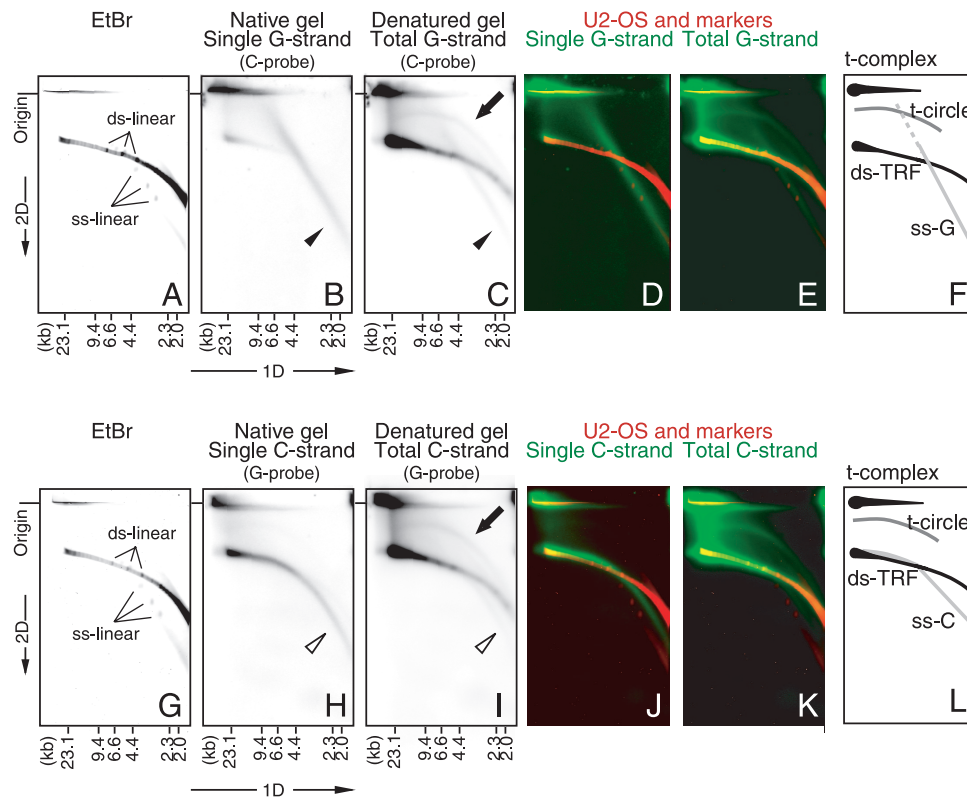 EtBr
Native gel
Single G-strand
(C-probe)
Denatured gel
Total G-strand
(C-probe)
U2-OS and markers
Single G-strand Total G-strand
t-complex
t-circle
ds-TRF
ss-G
Origin
2D
ds-linear
ss-linear
A B C D E F
(kb) 23.1 9.4 6.6 4.4 2.3 2.0
(kb) 23.1 9.4 6.6 4.4 2.3 2.0
(kb) 23.1 9.4 6.6 4.4 2.3 2.0
1D
EtBr
Native gel
Single C-strand
(G-probe)
Denatured gel
Total C-strand
(G-probe)
U2-OS and markers
Single C-strand Total C-strand
t-complex
t-circle
ds-TRF
ss-C
Origin
2D
ds-linear
ss-linear
G H I J K L
(kb) 23.1 9.4 6.6 4.4 2.3 2.0
(kb) 23.1 9.4 6.6 4.4 2.3 2.0
(kb) 23.1 9.4 6.6 4.4 2.3 2.0
1D